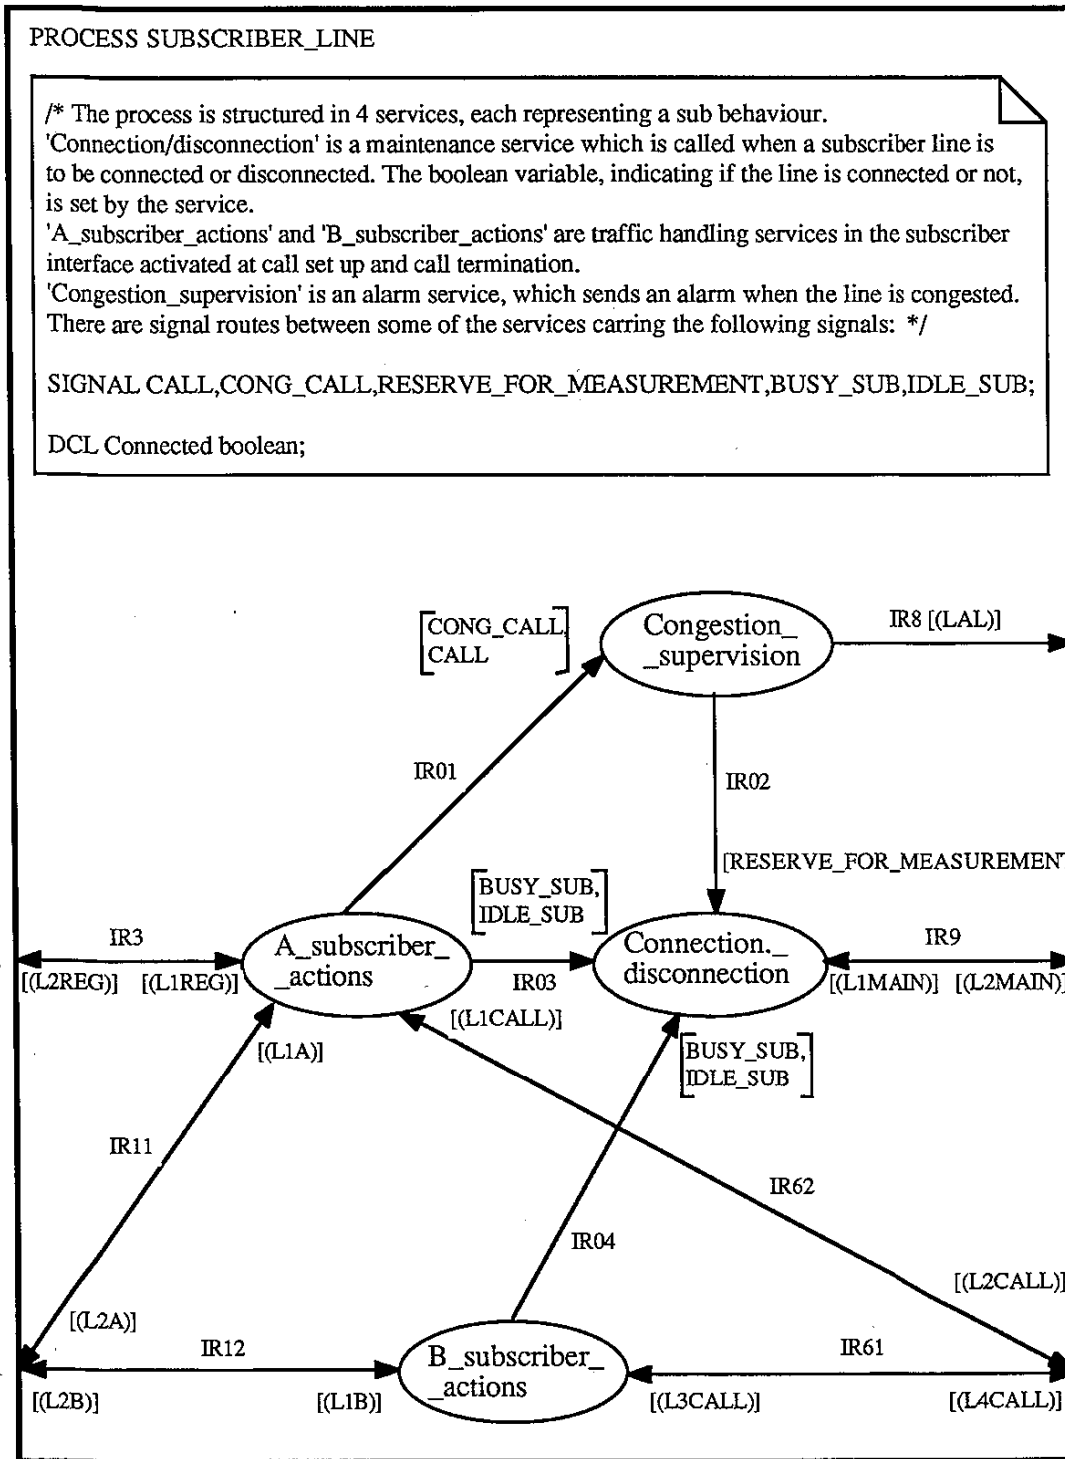 PROCESS SUBSCRIBER_LINE
/* The process is structured in 4 services, each representing a sub behaviour.
'Connection/disconnection' is a maintenance service which is called when a subscriber line is
to be connected or disconnected. The boolean variable, indicating if the line is connected or not,
is set by the service.
'A_subscriber_actions' and 'B_subscriber_actions' are traffic handling services in the subscriber
interface activated at call set up and call termination.
'Congestion_supervision' is an alarm service, which sends an alarm when the line is congested.
There are signal routes between some of the services carring the following signals: */
SIGNAL CALL,CONG_CALL,RESERVE_FOR_MEASUREMENT,BUSY_SUB,IDLE_SUB;
DCL Connected boolean;
[CONG_CALL,
CALL]
Congestion_
_supervision
IR8 [(LAL)]
IR01
IR02
[RESERVE_FOR_MEASUREMENT
[BUSY_SUB,
IDLE_SUB]
IR3
A_subscriber_
_actions
Connection._
disconnection
IR9
[(L2REG)] [(L1REG)]
IR03
[(L1MAIN)] [(L2MAIN)]
[(L1CALL)]
[(L1A)]
[BUSY_SUB,
IDLE_SUB]
IR11
IR62
IR04
[(L2CALL)]
[(L2A)]
IR12
B_subscriber_
_actions
IR61
[(L2B)]
[(L1B)]
[(L3CALL)]
[(L4CALL)]